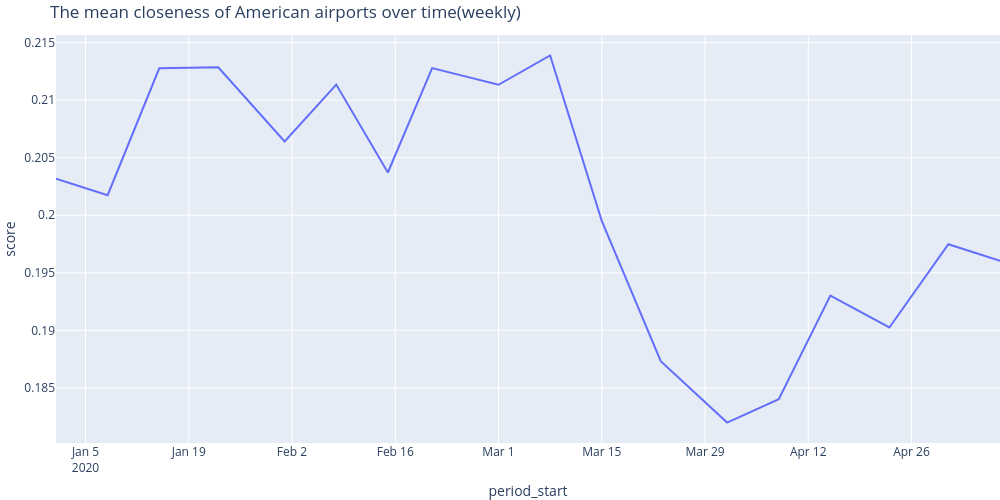 The mean closeness of American airports over time(weekly)
0.215
0.21
0.205
0.2
0.195
0.19
0.185
score
Jan 5 Jan 19 Feb 2 Feb 16 Mar 1 Mar 15 Mar 29 Apr 12 Apr 26
2020
period_start